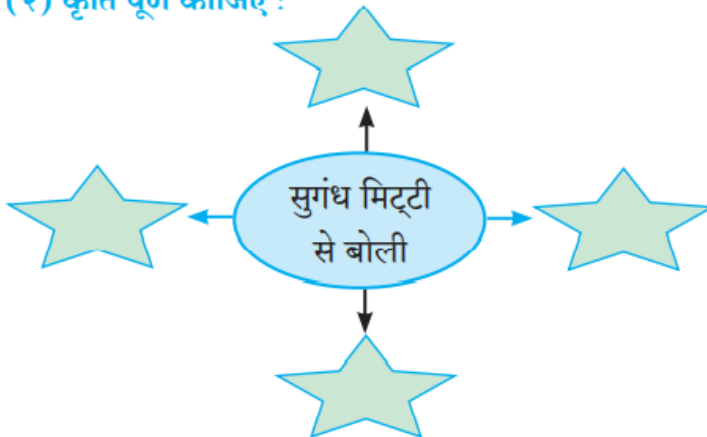 (२) कृति पूर्ण कीजिए :
सुगंध मिट्‌टी
से बोली